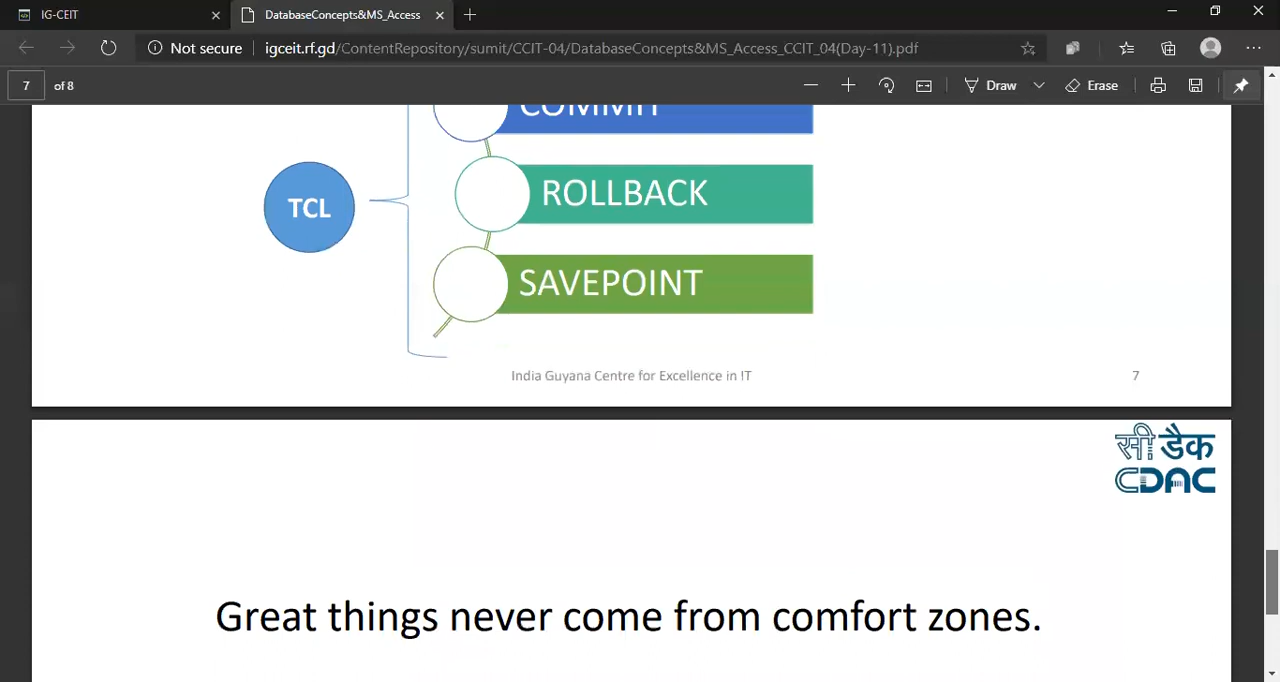 IG-CEIT
DatabaseConcepts&MS_Access
Not secure
igceit.rf.gd/ContentRepository/sumit/CCIT-04/DatabaseConcepts&MS_Access_CCIT_04(Day-11).pdf
7 of 8
Draw
Erase
COMMIT
TCL
ROLLBACK
SAVEPOINT
India Guyana Centre for Excellence in IT
7
सी डैक
CDAC
Great things never come from comfort zones.